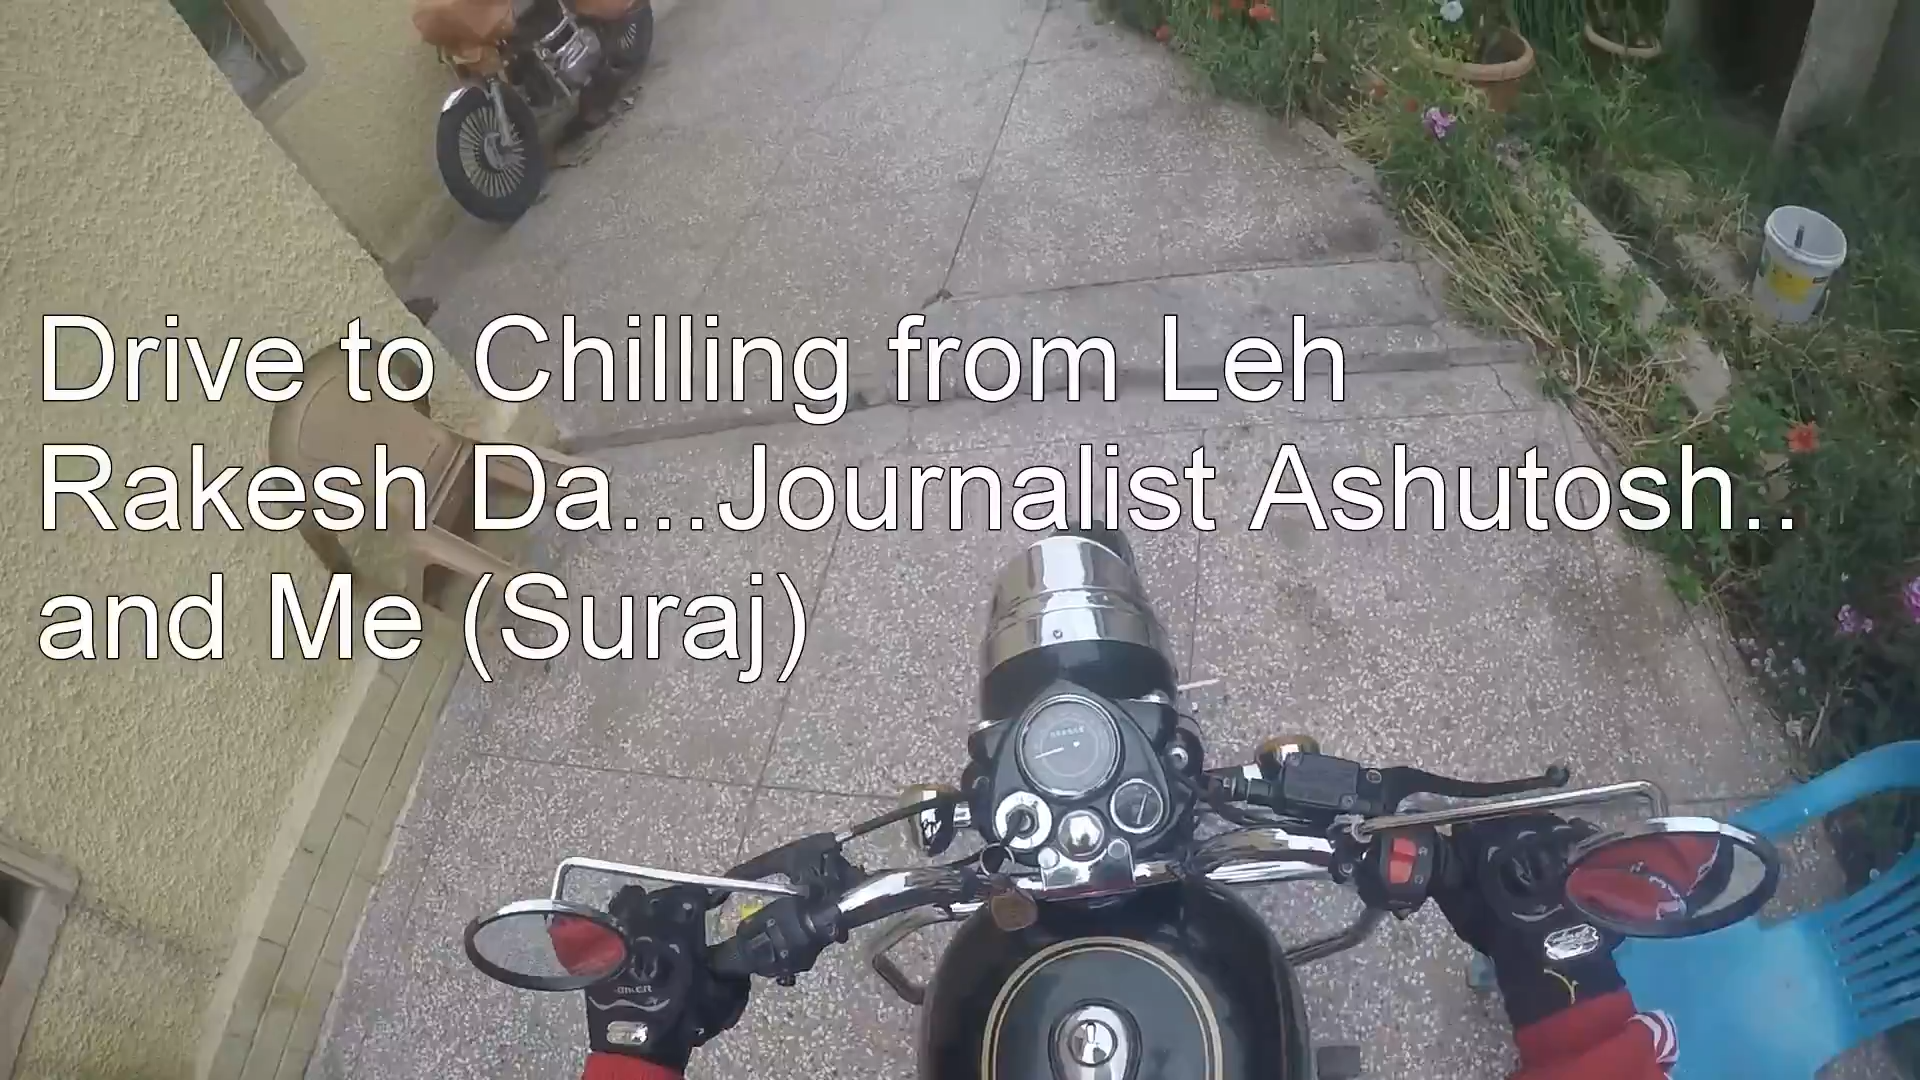 Drive to Chilling from Leh
Rakesh Da...Journalist Ashutosh..
and Me (Suraj)